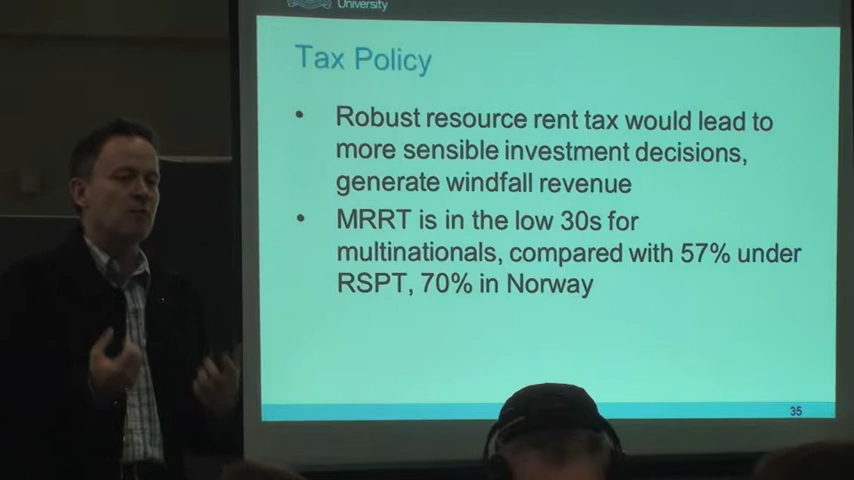 University
Tax Policy
• Robust resource rent tax would lead to
more sensible investment decisions,
generate windfall revenue
• MRRT is in the low 30s for
multinationals, compared with 57% under
RSPT, 70% in Norway
35